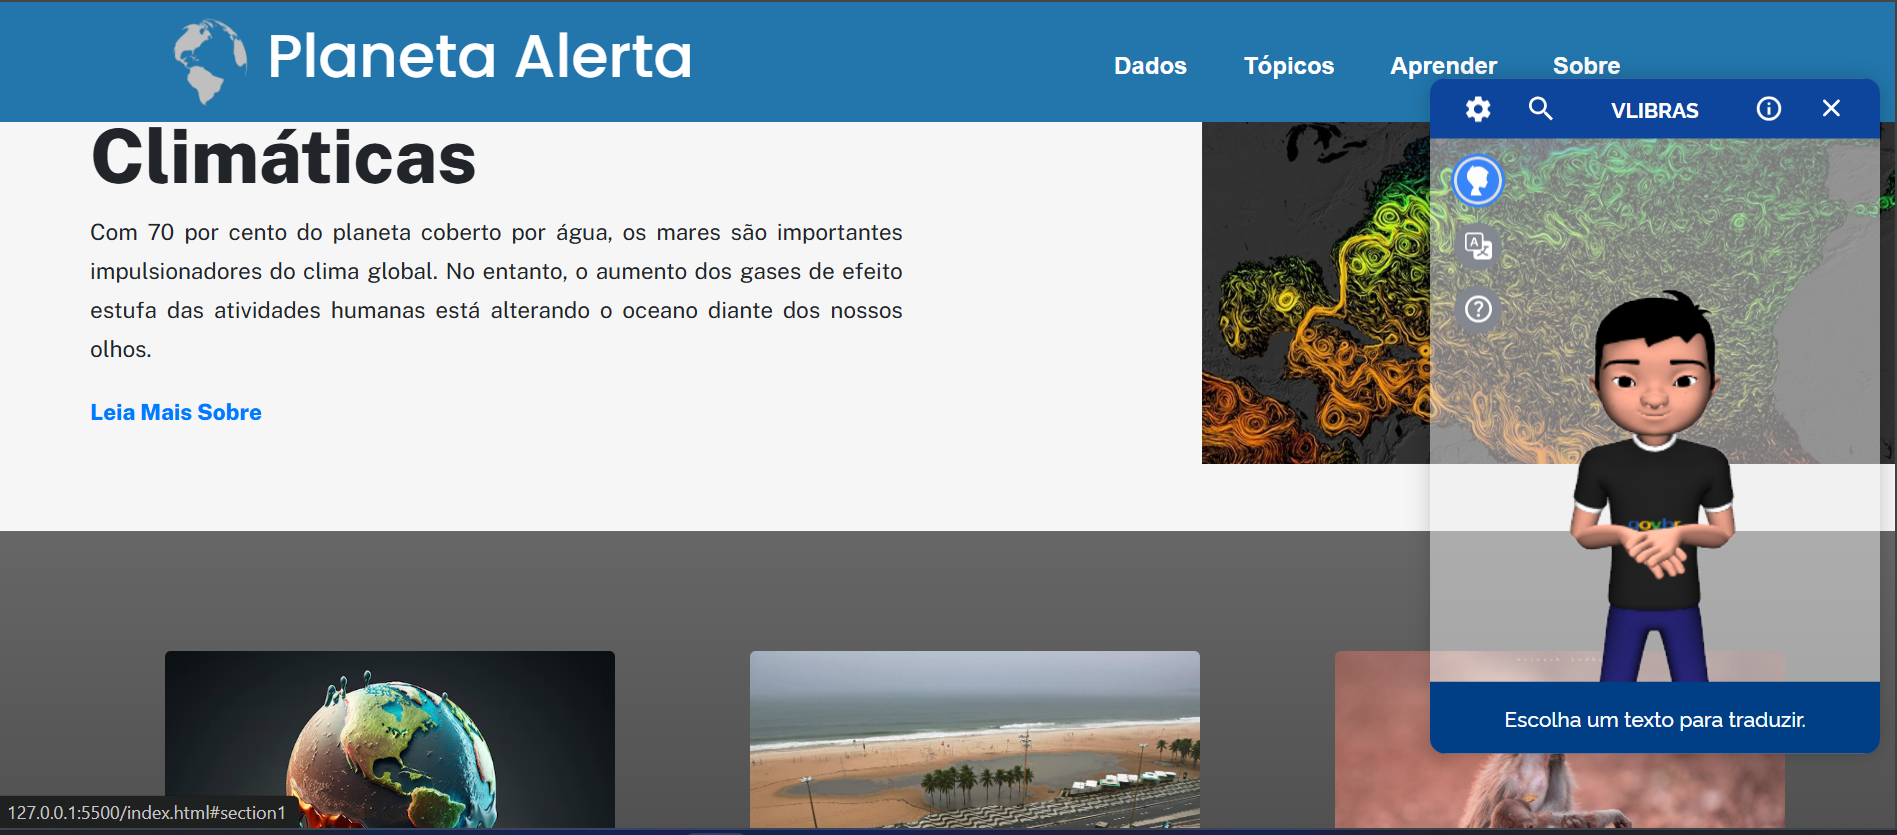 Planeta Alerta
Dados
Tópicos
Aprender
Sobre
VLIBRAS
Climáticas
Com 70 por cento do planeta coberto por água, os mares são importantes
impulsionadores do clima global. No entanto, o aumento dos gases de efeito
estufa das atividades humanas está alterando o oceano diante dos nossos
olhos.
Leia Mais Sobre
gov.br
Escolha um texto para traduzir.
127.0.0.1:5500/index.html#section1